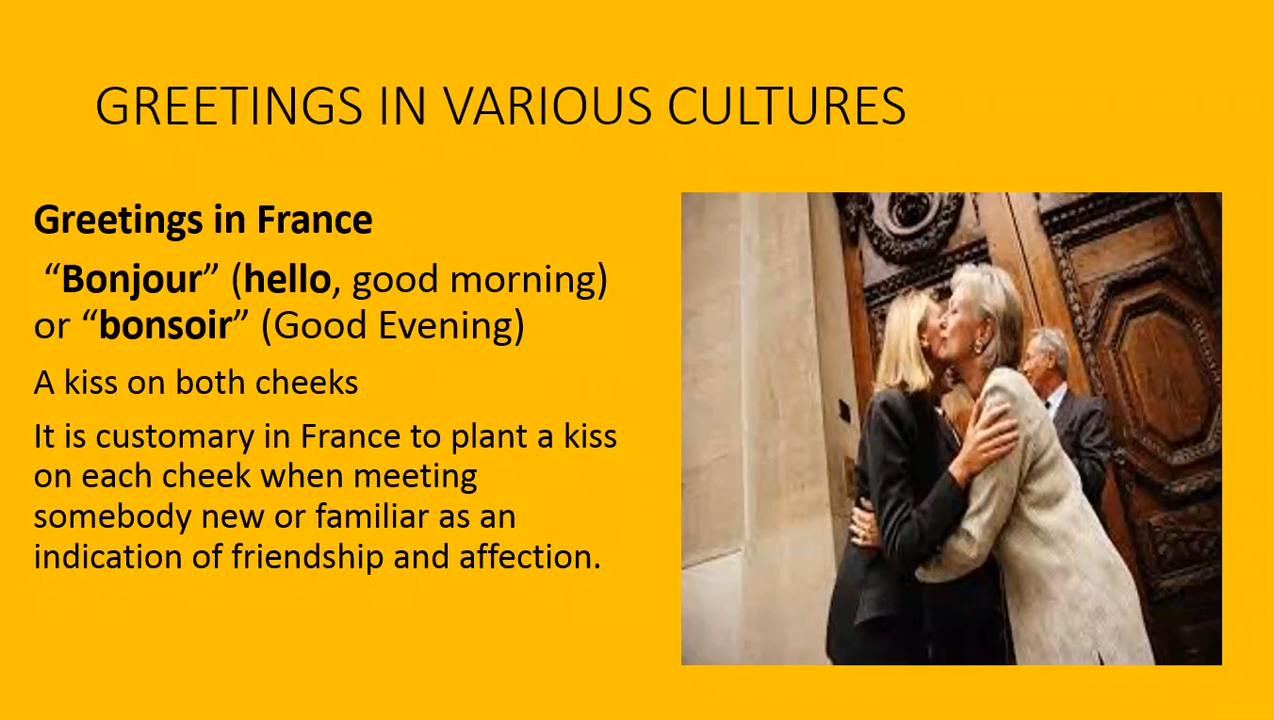 GREETINGS IN VARIOUS CULTURES
Greetings in France
“Bonjour” (hello, good morning)
or “bonsoir” (Good Evening)
A kiss on both cheeks
It is customary in France to plant a kiss
on each cheek when meeting
somebody new or familiar as an
indication of friendship and affection.